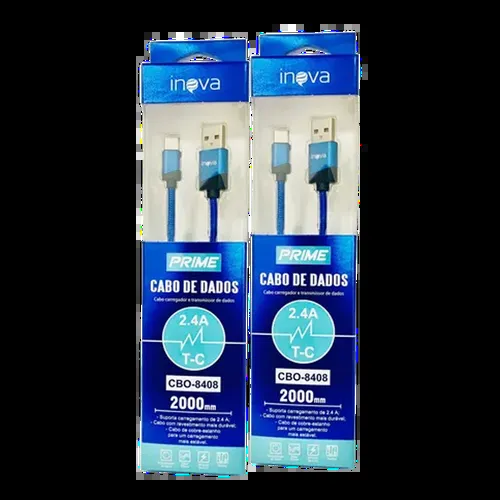 inova
inova
PRIME
CABO DE DADOS
Cabo carregador e transmissor de dados
2.4A
T-C
CBO-8408
2000mm
- Suporta carregamento de 2.4 A;
- Cabo com revestimento mais durável;
- Cabo de cobre-estanho
para um carregamento
mais estável.
inova
inova
PRIME
CABO DE DADOS
Cabo carregador e transmissor de dados
2.4A
T-C
CBO-8408
2000mm
- Suporta carregamento de 2.4 A;
- Cabo com revestimento mais durável;
- Cabo de cobre-estanho
para um carregamento
mais estável.